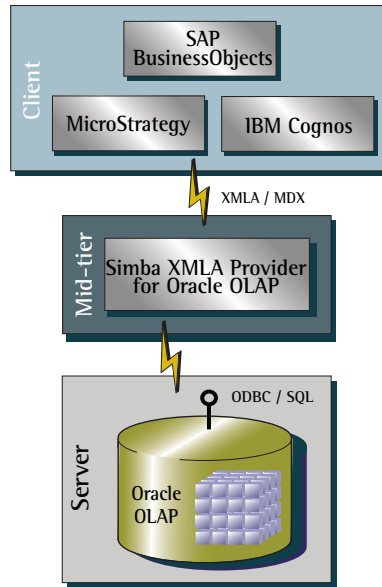 SAP
BusinessObjects
Client
MicroStrategy
IBM Cognos
XMLA / MDX
Mid-tier
Simba XMLA Provider
for Oracle OLAP
ODBC / SQL
Server
Oracle
OLAP